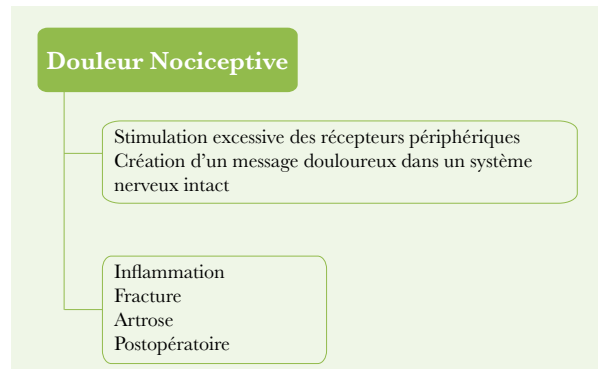 Douleur Nociceptive
Stimulation excessive des récepteurs périphériques
Création d'un message douloureux dans un système
nerveux intact
Inflammation
Fracture
Artrose
Postopératoire